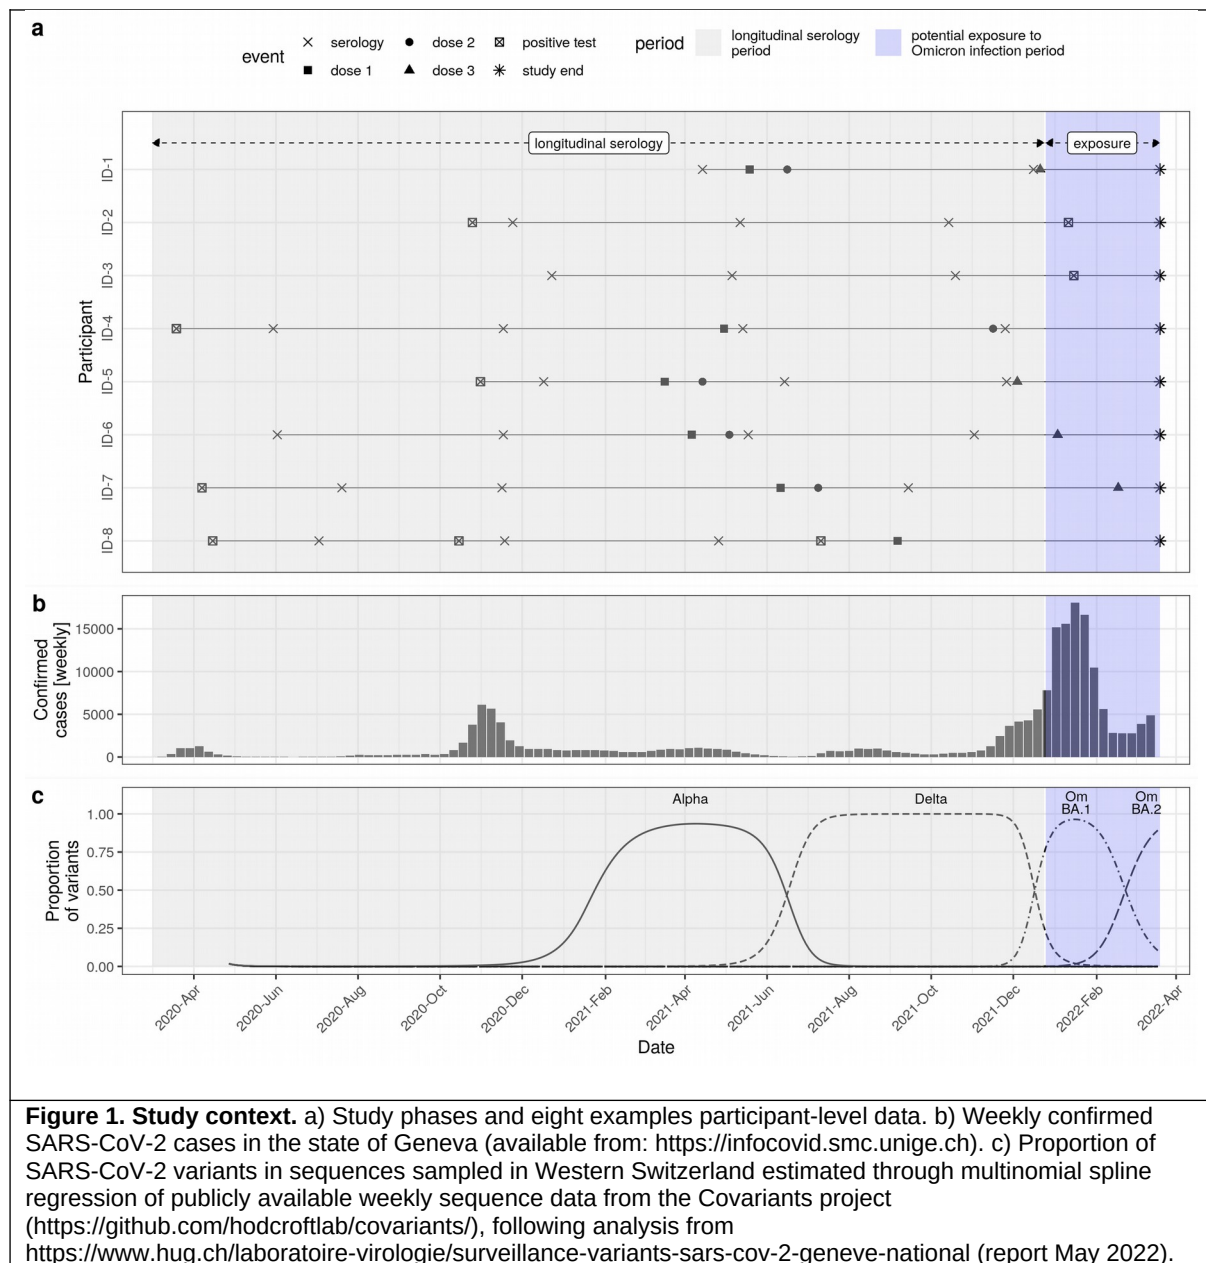 a
event
serology
dose 2
positive test
dose 1
dose 3
study end
period
longitudinal serology
period
potential exposure to
Omicron infection period
longitudinal serology
exposure
Participant
ID-1
ID-2
ID-3
ID-4
ID-5
ID-6
ID-7
ID-8
b
Confirmed
cases [weekly]
15000
10000
5000
0
c
Proportion
of variants
Alpha
Delta
Om
BA.1
Om
BA.2
1.00
0.75
0.50
0.25
0.00
2020-Apr
2020-Jun
2020-Aug
2020-Oct
2020-Dec
2021-Feb
2021-Apr
2021-Jun
2021-Aug
2021-Oct
2021-Dec
2022-Feb
2022-Apr
Date
Figure 1. Study context. a) Study phases and eight examples participant-level data. b) Weekly confirmed
SARS-CoV-2 cases in the state of Geneva (available from: https://infocovid.smc.unige.ch). c) Proportion of
SARS-CoV-2 variants in sequences sampled in Western Switzerland estimated through multinomial spline
regression of publicly available weekly sequence data from the Covariants project
(https://github.com/hodcroftlab/covariants/), following analysis from
https://www.hug.ch/laboratoire-virologie/surveillance-variants-sars-cov-2-geneve-national (report May 2022).